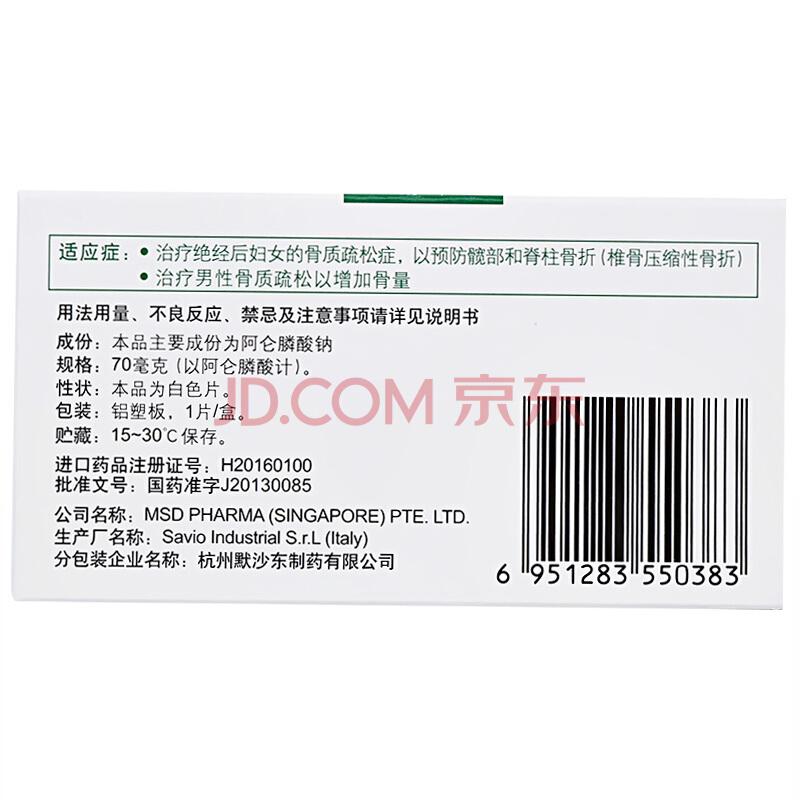 适应症：• 治疗绝经后妇女的骨质疏松症，以预防髋部和脊柱骨折（椎骨压缩性骨折）
• 治疗男性骨质疏松以增加骨量
用法用量、不良反应、禁忌及注意事项请详见说明书
成份：本品主要成份为阿仑膦酸钠
规格：70毫克（以阿仑膦酸计）。
性状：本品为白色片。
包装：铝塑板，1片/盒。
贮藏：15~30℃保存。
JD.COM 京东
进口药品注册证号：H20160100
批准文号：国药准字J20130085
公司名称：MSD PHARMA (SINGAPORE) PTE. LTD.
生产厂名称：Savio Industrial S.r.L (Italy)
分包装企业名称：杭州默沙东制药有限公司
6 951283 550383